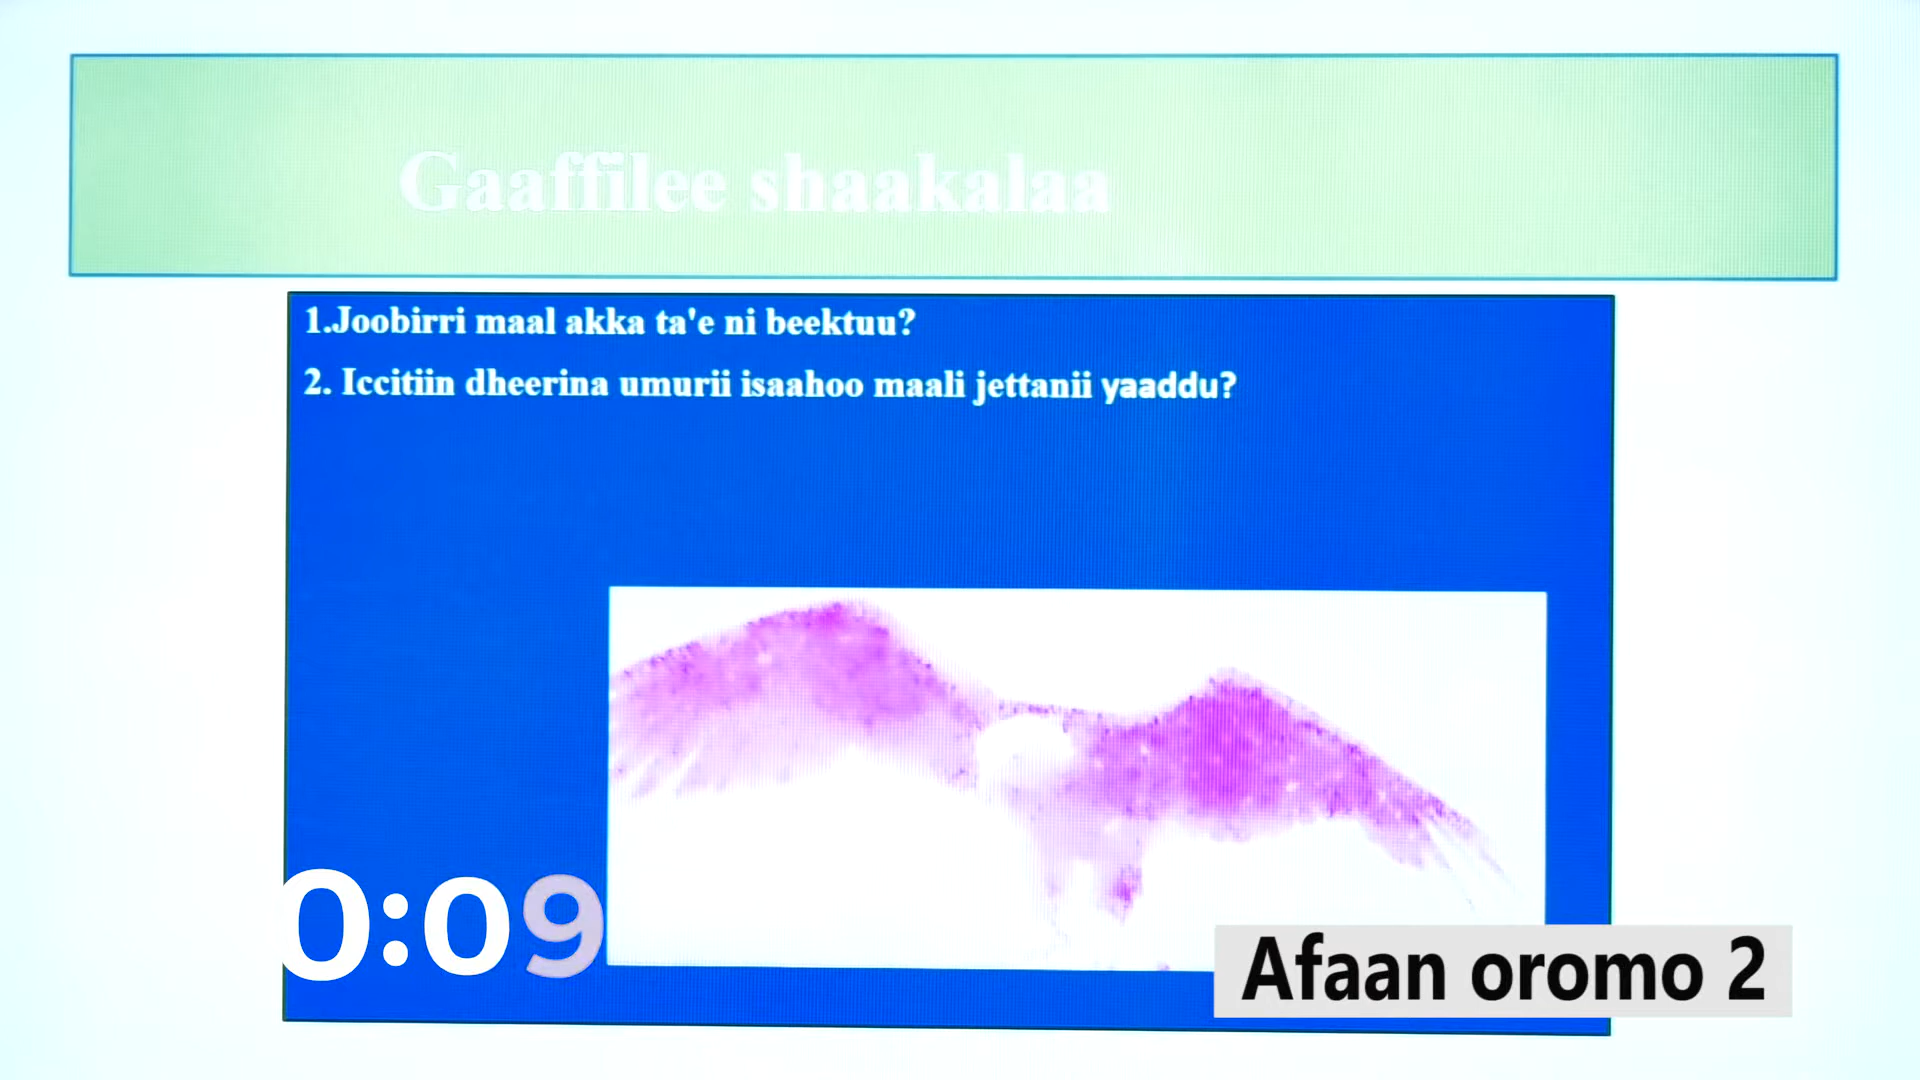 Gaaffilee shaakalaa
1.Joobirri maal akka ta'e ni beektuu?
2. Iccitiin dheerina umurii isaahoo maali jettanii yaaddu?
0:09
Afaan oromo 2